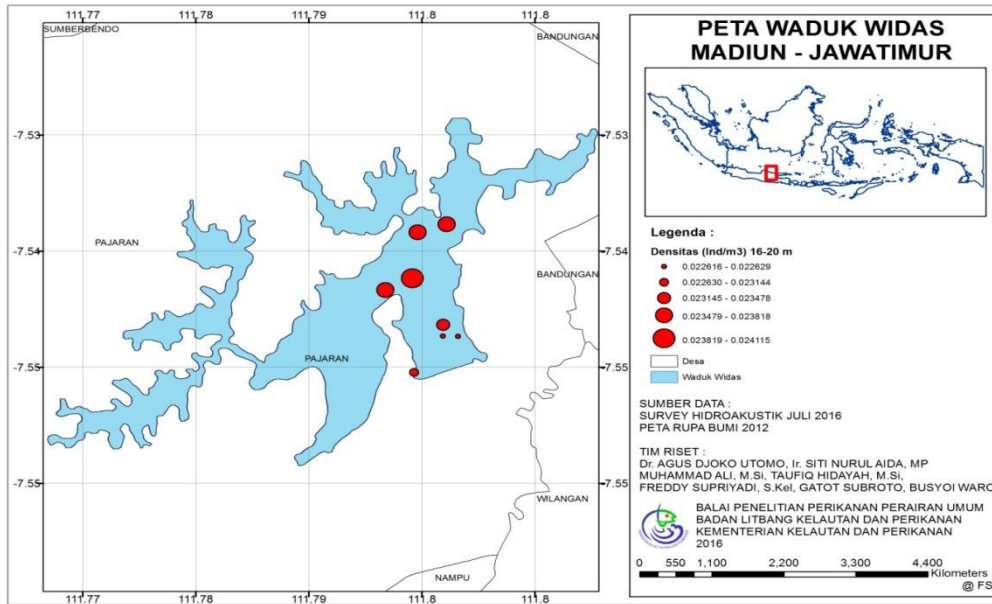 111.77 111.78 111.79 111.8 111.8
SUMBERBENDO
BANDUNGAN
-7.53 -7.53
PAJARAN
-7.54 -7.54
BANDUNGAN
PAJARAN
-7.55 -7.55
-7.55 -7.55
WILANGAN
NAMPU
111.77 111.78 111.79 111.8 111.8
PETA WADUK WIDAS
MADIUN - JAWATIMUR
Legenda :
Densitas (Ind/m3) 16-20 m
0.022616 - 0.022629
0.022630 - 0.023144
0.023145 - 0.023478
0.023479 - 0.023818
0.023819 - 0.024115
Desa
Waduk Widas
SUMBER DATA :
SURVEY HIDROAKUSTIK JULI 2016
PETA RUPA BUMI 2012
TIM RISET :
Dr. AGUS DJOKO UTOMO, Ir. SITI NURUL AIDA, MP
MUHAMMAD ALI, M.Si, TAUFIQ HIDAYAH, M.Si,
FREDDY SUPRIYADI, S.Kel, GATOT SUBROTO, BUSYOI WARO
BALAI PENELITIAN PERIKANAN PERAIRAN UMUM
BADAN LITBANG KELAUTAN DAN PERIKANAN
KEMENTERIAN KELAUTAN DAN PERIKANAN
2016
0 550 1,100 2,200 3,300 4,400
Kilometers
@ FS